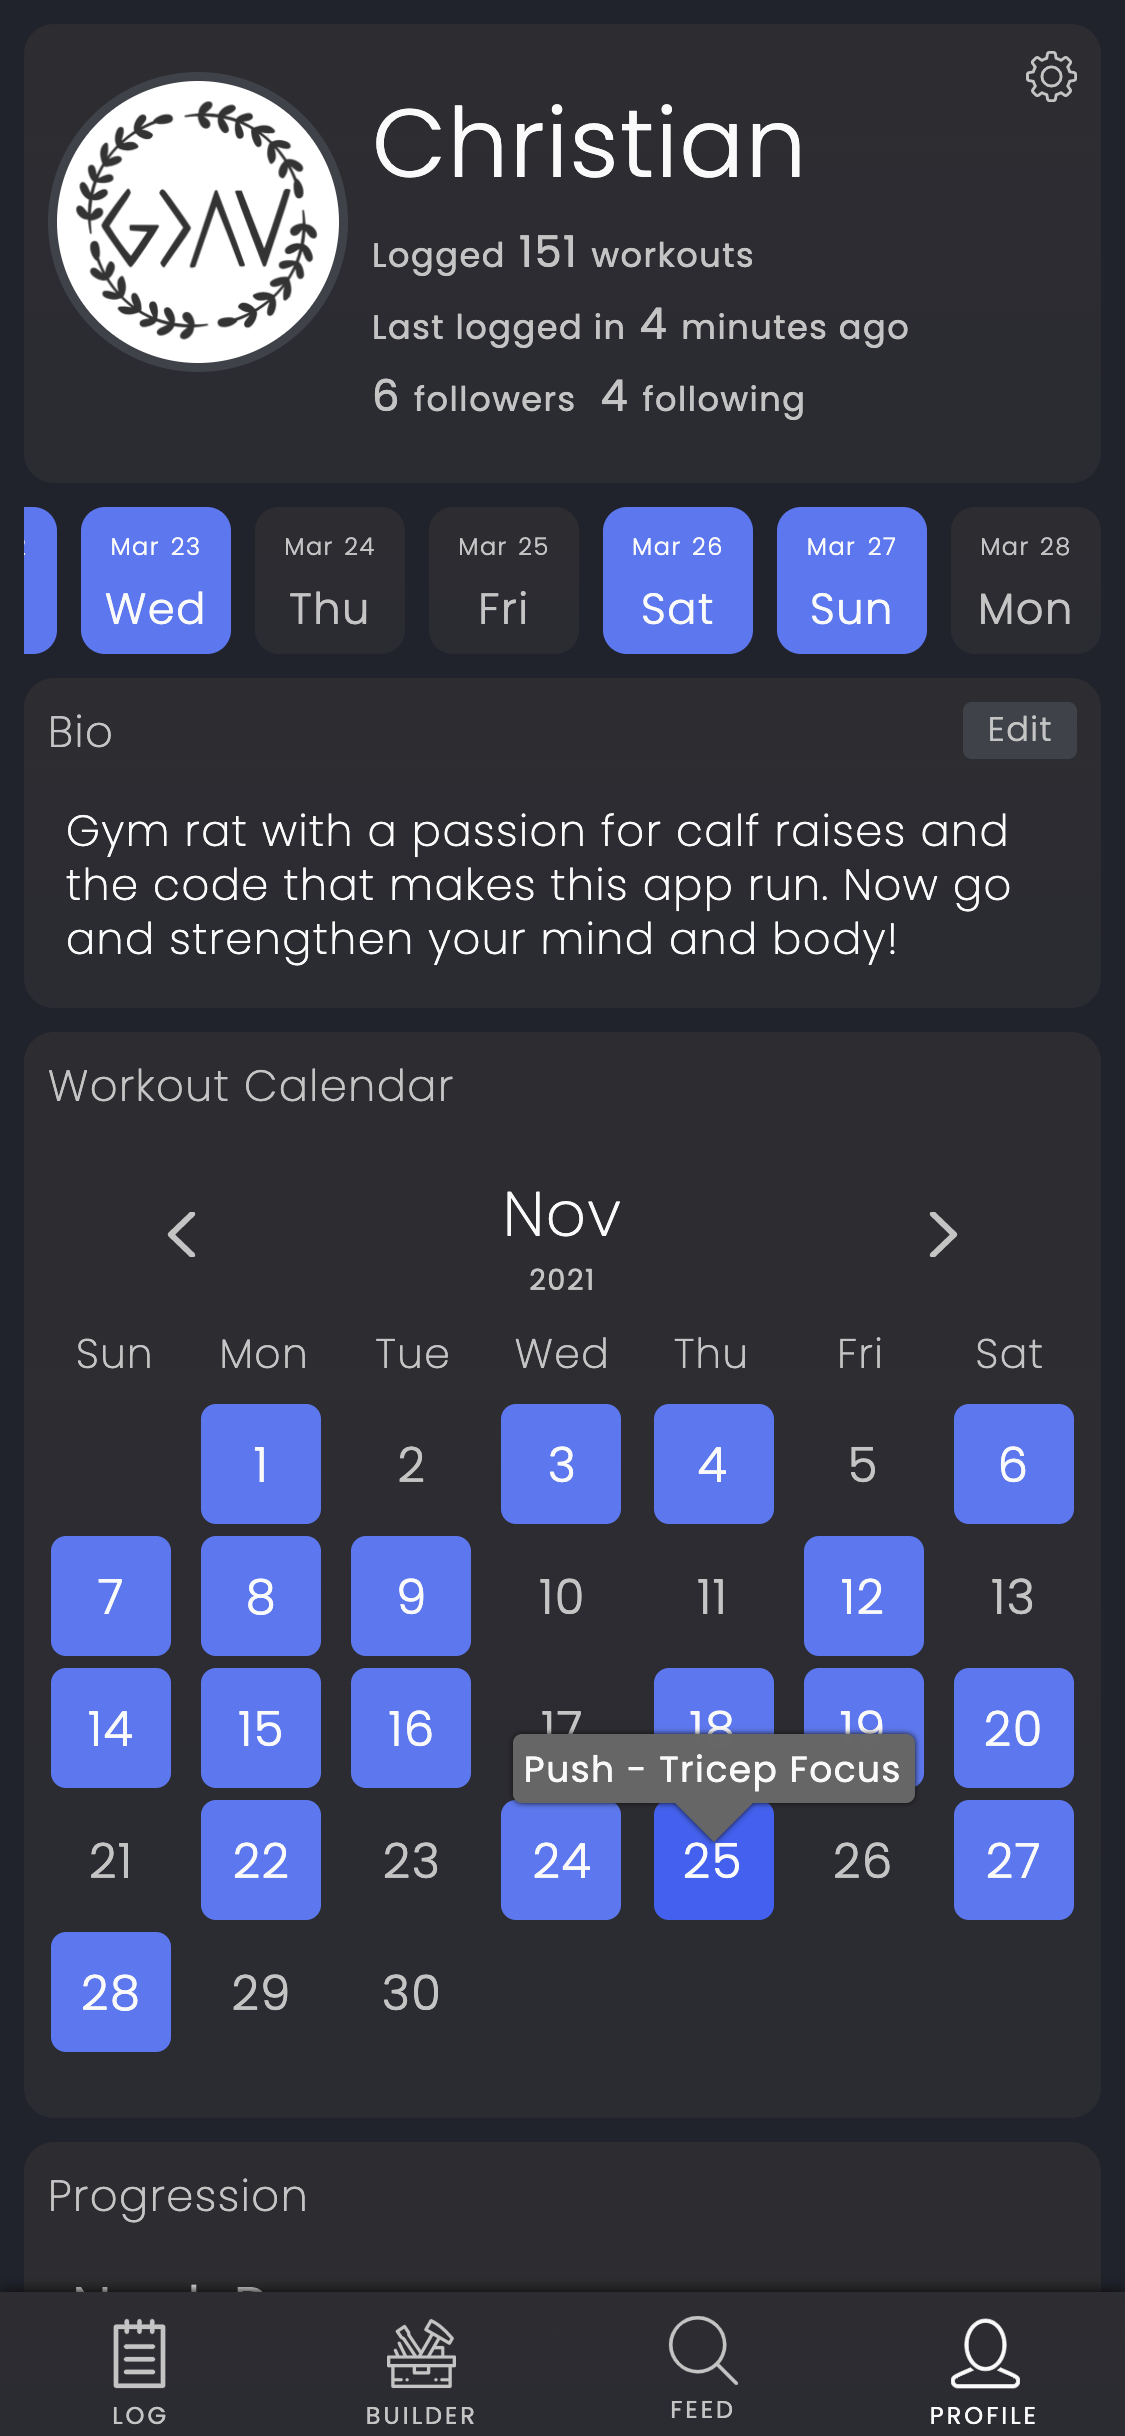 G>ΛV
Christian
Logged 151 workouts
Last logged in 4 minutes ago
6 followers 4 following
Mar 23 Mar 24 Mar 25 Mar 26 Mar 27 Mar 28
Wed Thu Fri Sat Sun Mon
Bio
Edit
Gym rat with a passion for calf raises and
the code that makes this app run. Now go
and strengthen your mind and body!
Workout Calendar
Nov
2021
Sun Mon Tue Wed Thu Fri Sat
1 2 3 4 5 6
7 8 9 10 11 12 13
14 15 16 17 18 19 20
Push - Tricep Focus
21 22 23 24 25 26 27
28 29 30
Progression
LOG BUILDER FEED PROFILE